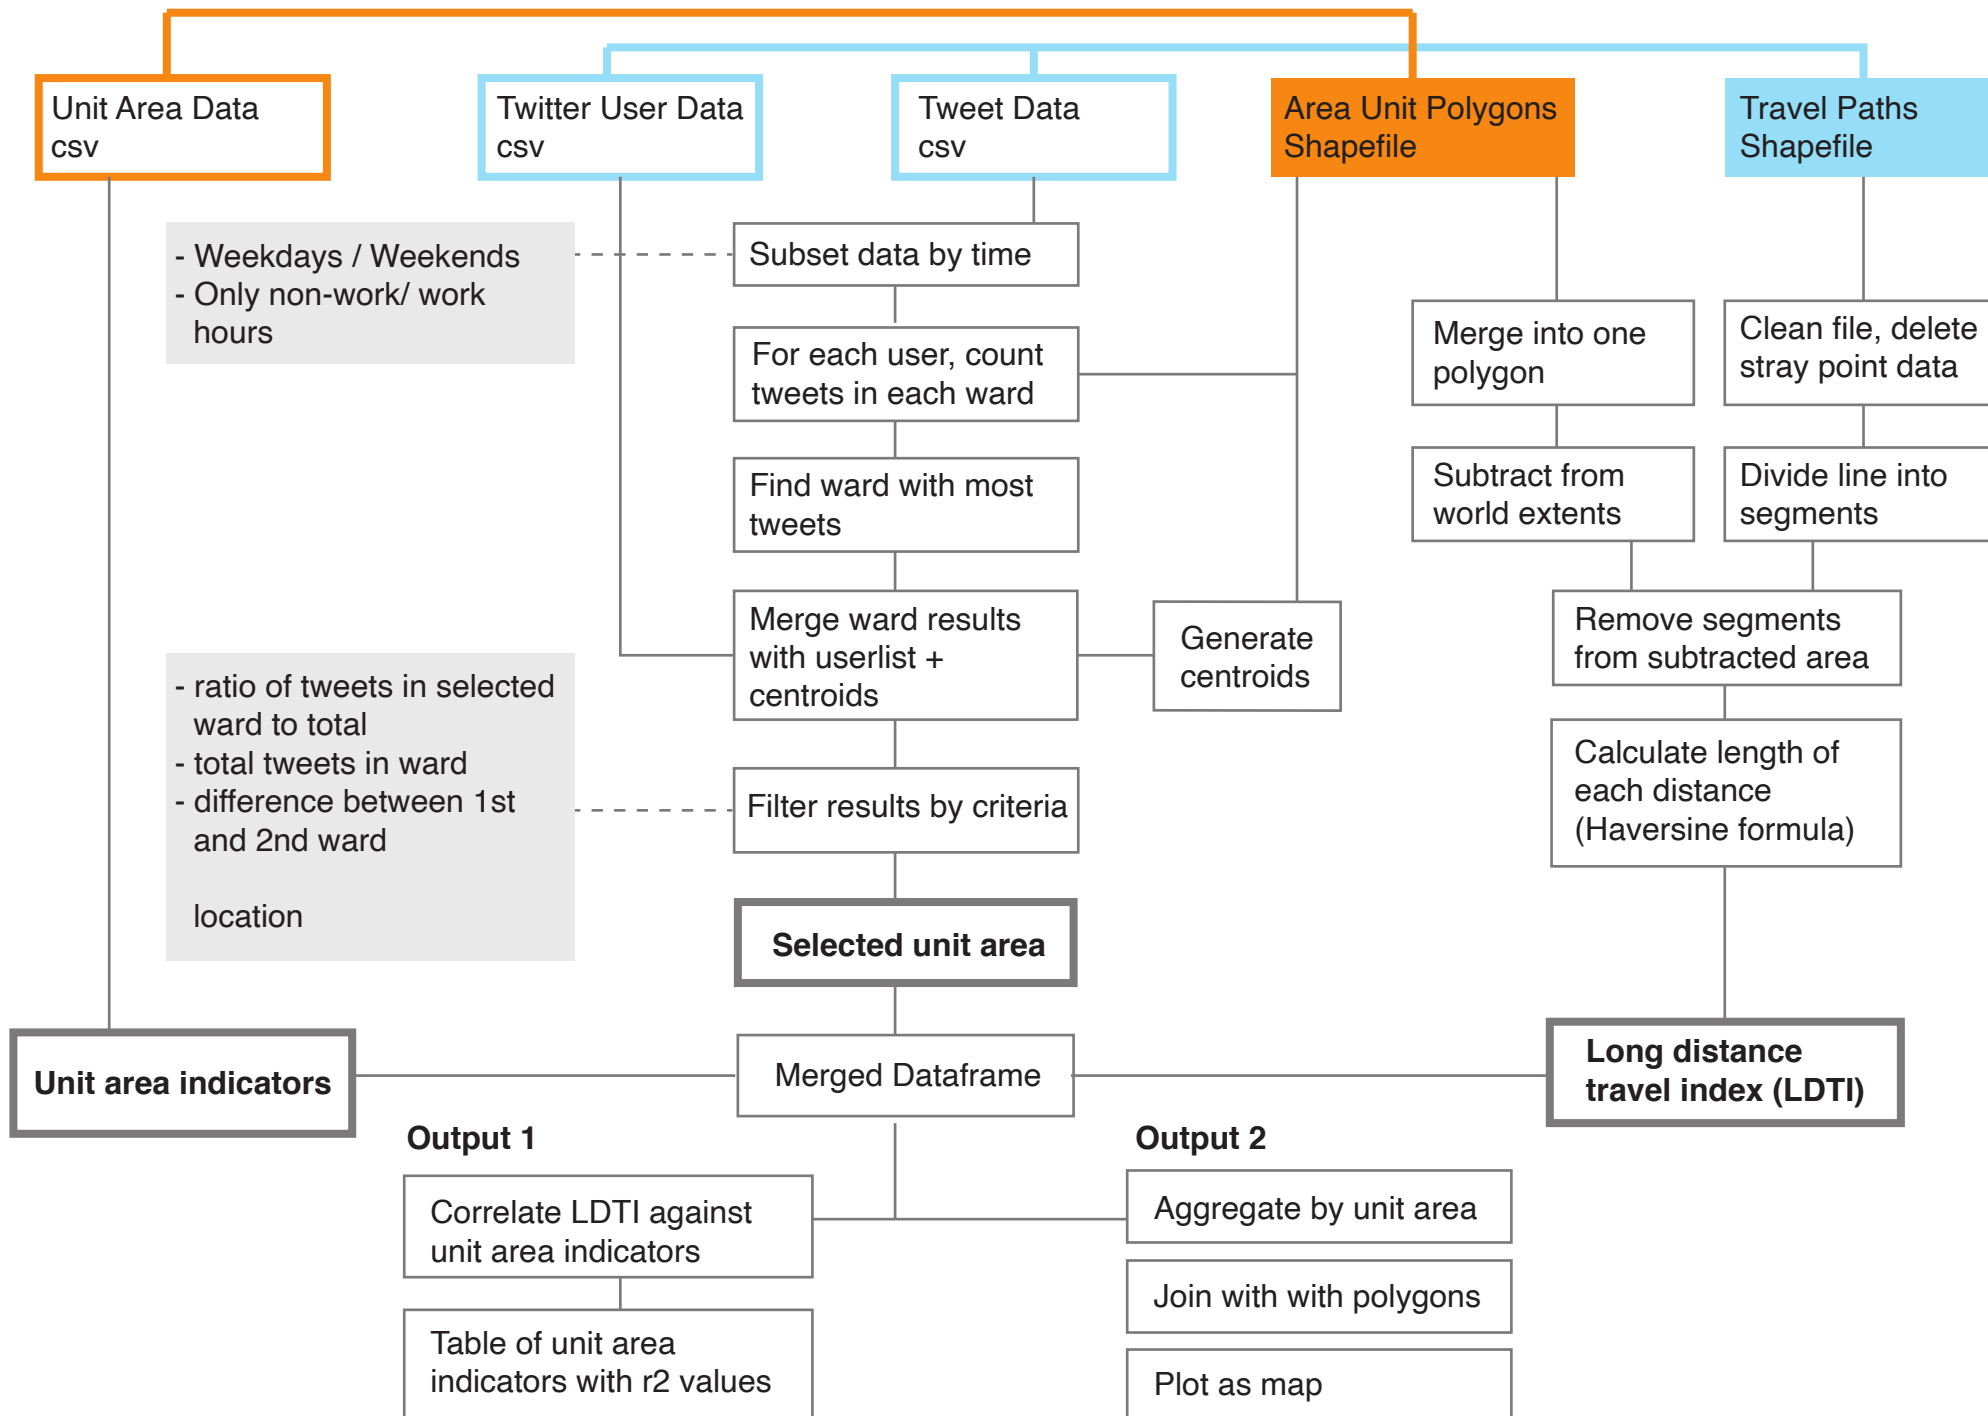 Unit Area Data
csv
Twitter User Data
csv
Tweet Data
csv
Area Unit Polygons
Shapefile
Travel Paths
Shapefile
- Weekdays / Weekends
- Only non-work/ work
hours
Subset data by time
For each user, count
tweets in each ward
Find ward with most
tweets
Merge ward results
with userlist +
centroids
Generate
centroids
Merge into one
polygon
Subtract from
world extents
Clean file, delete
stray point data
Divide line into
segments
Remove segments
from subtracted area
Calculate length of
each distance
(Haversine formula)
- ratio of tweets in selected
ward to total
- total tweets in ward
- difference between 1st
and 2nd ward
location
Filter results by criteria
Selected unit area
Unit area indicators
Merged Dataframe
Long distance
travel index (LDTI)
Output 1
Correlate LDTI against
unit area indicators
Table of unit area
indicators with r2 values
Output 2
Aggregate by unit area
Join with with polygons
Plot as map